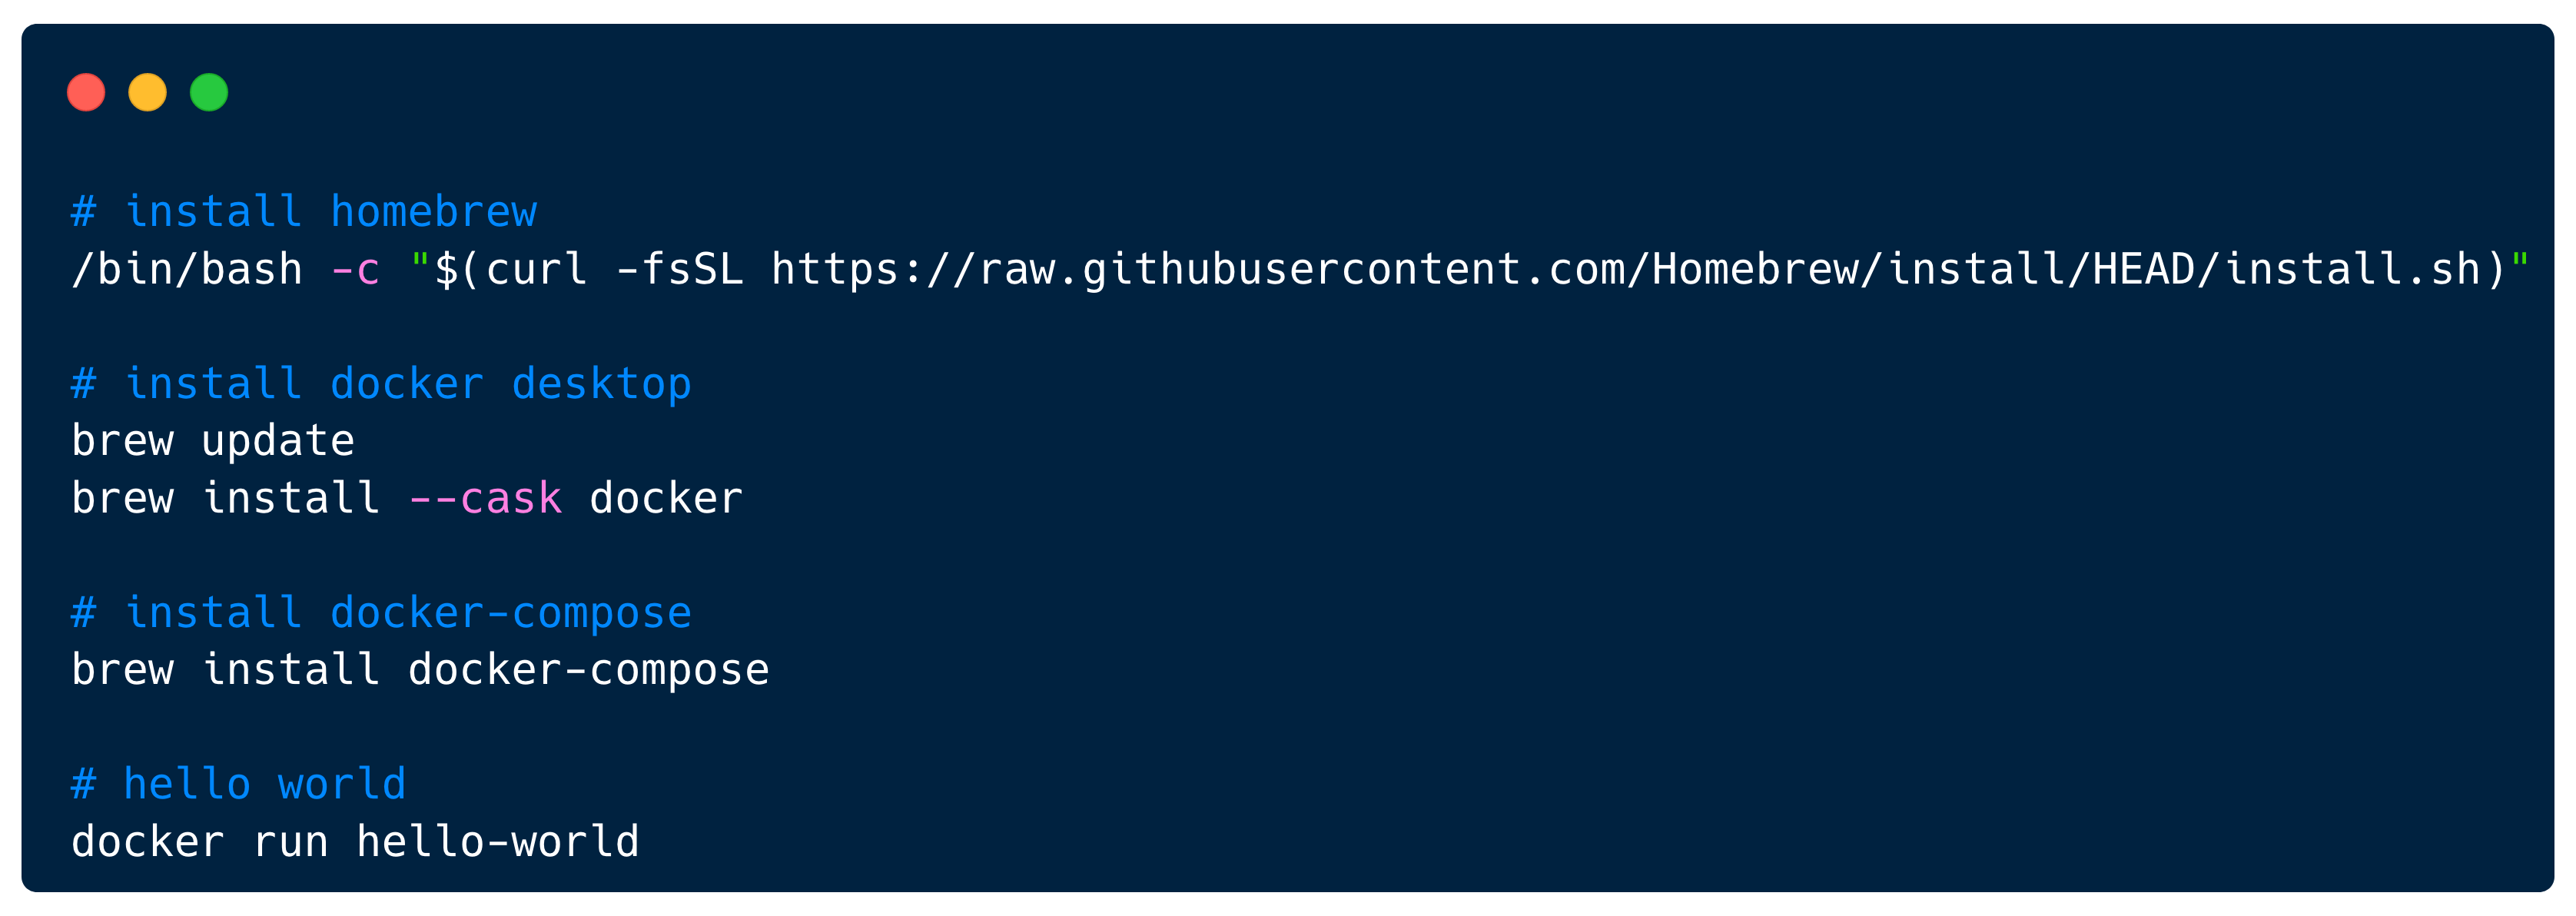 # install homebrew
/bin/bash -c "$(curl -fsSL https://raw.githubusercontent.com/Homebrew/install/HEAD/install.sh)"
# install docker desktop
brew update
brew install --cask docker
# install docker-compose
brew install docker-compose
# hello world
docker run hello-world